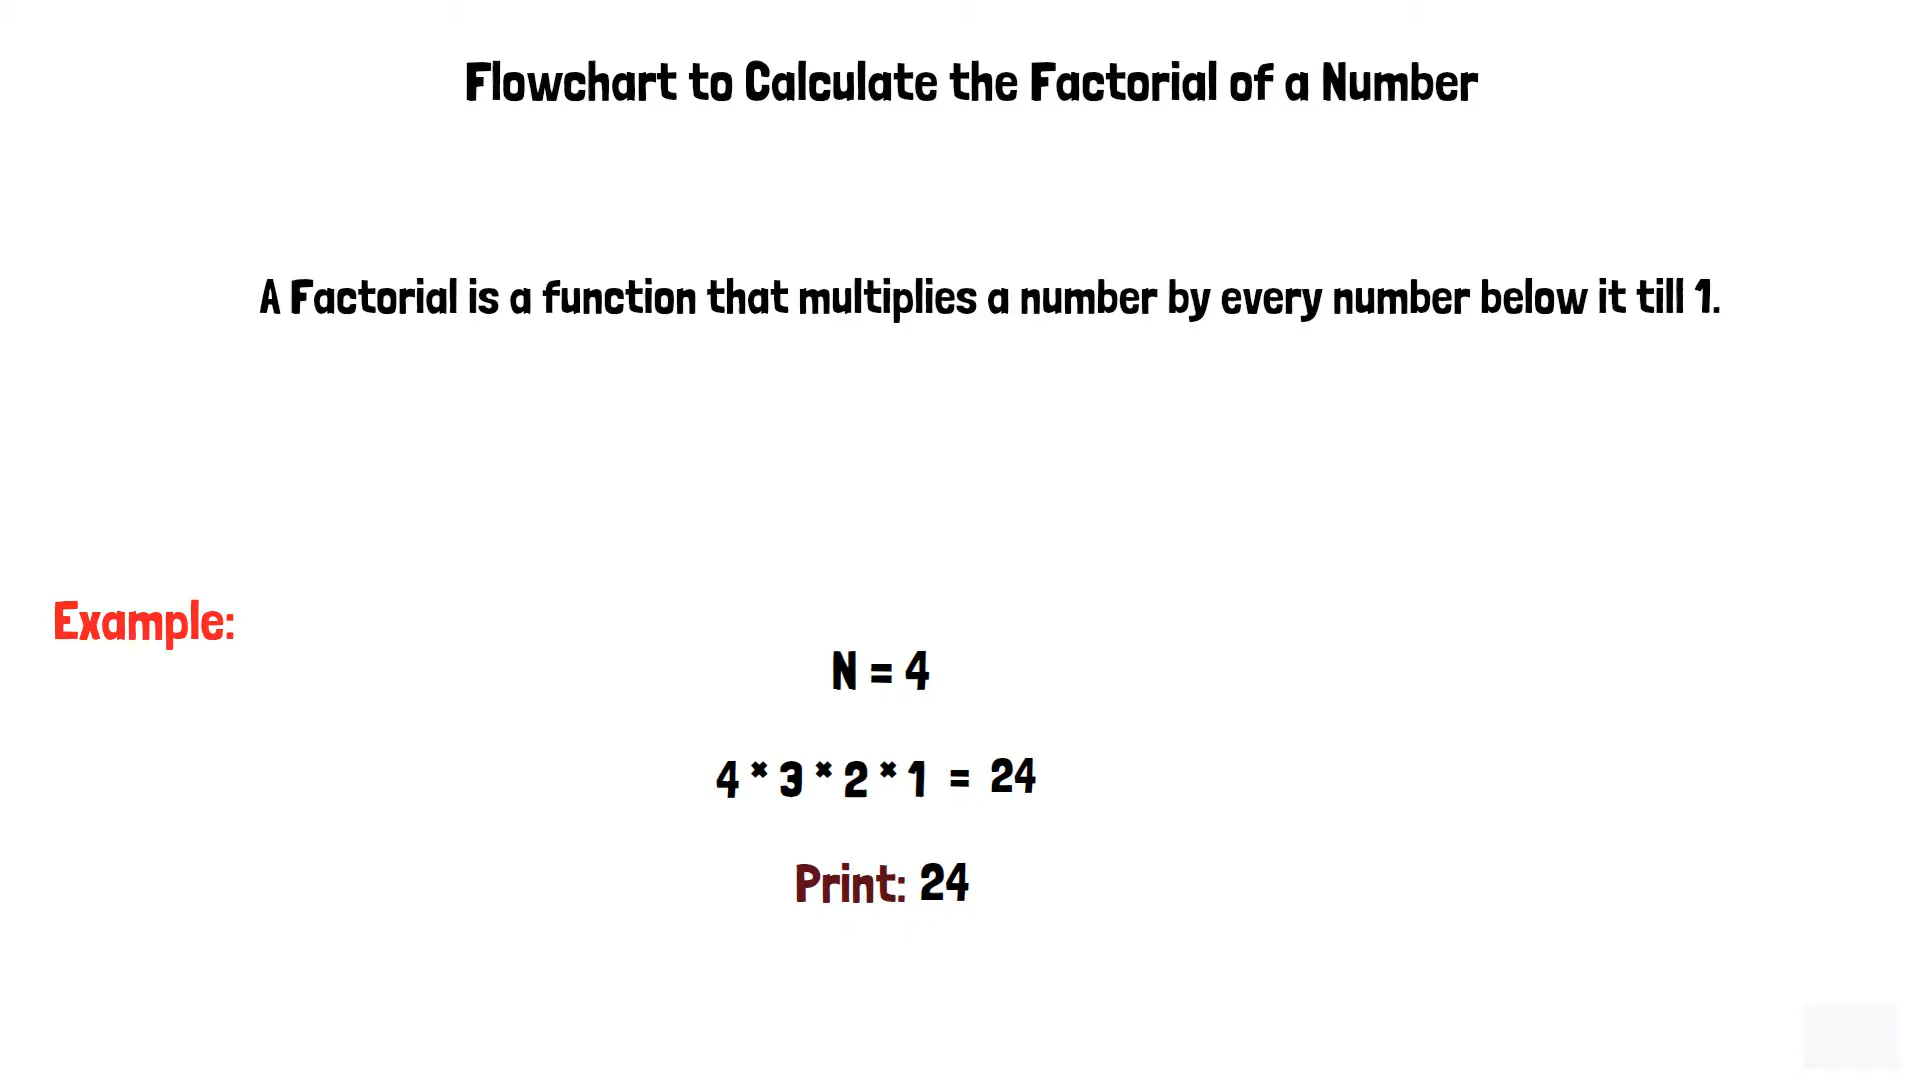 Flowchart to Calculate the Factorial of a Number
A Factorial is a function that multiplies a number by every number below it till 1.
Example:
N = 4
4 * 3 * 2 * 1 = 24
Print: 24